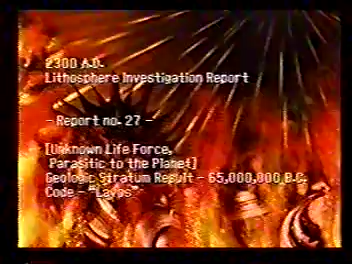 2300 A.D.
Lithosphere Investigation Report
- Report no. 27 -
[Unknown Life Force,
Parasitic to the Planet]
Geologic Stratum Result - 65,000,000 B.C.
Code - "Lavos"